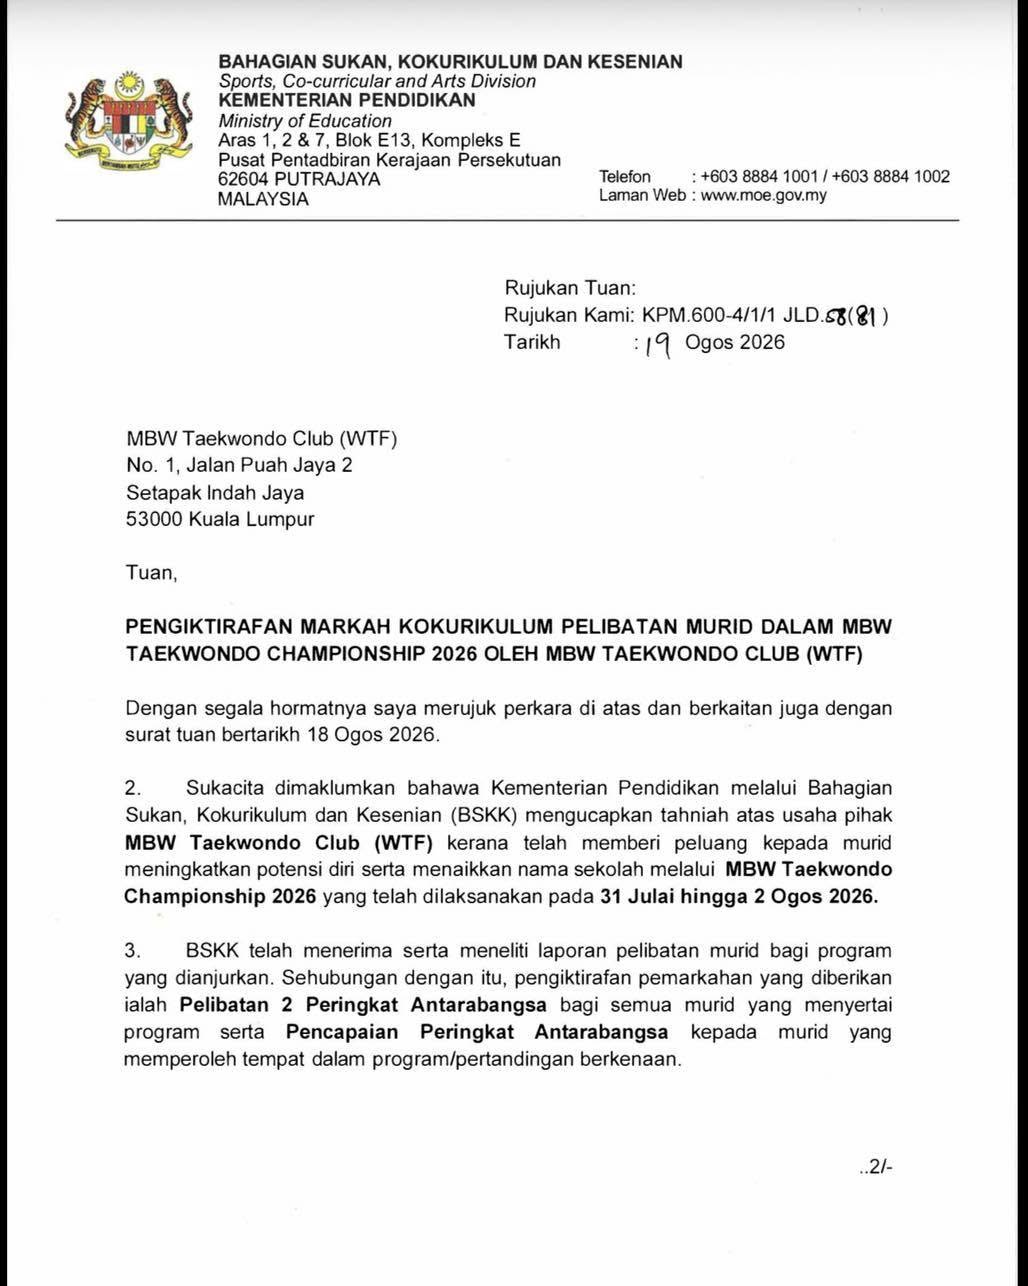 BAHAGIAN SUKAN, KOKURIKULUM DAN KESENIAN
Sports, Co-curricular and Arts Division
KEMENTERIAN PENDIDIKAN
Ministry of Education
Aras 1, 2 & 7, Blok E13, Kompleks E
Pusat Pentadbiran Kerajaan Persekutuan
62604 PUTRAJAYA
MALAYSIA
Telefon : +603 8884 1001 / +603 8884 1002
Laman Web : www.moe.gov.my
Rujukan Tuan:
Rujukan Kami: KPM.600-4/1/1 JLD.58(81)
Tarikh : 19 Ogos 2026
MBW Taekwondo Club (WTF)
No. 1, Jalan Puah Jaya 2
Setapak Indah Jaya
53000 Kuala Lumpur
Tuan,
PENGIKTIRAFAN MARKAH KOKURIKULUM PELIBATAN MURID DALAM MBW
TAEKWONDO CHAMPIONSHIP 2026 OLEH MBW TAEKWONDO CLUB (WTF)
Dengan segala hormatnya saya merujuk perkara di atas dan berkaitan juga dengan
surat tuan bertarikh 18 Ogos 2026.
2. Sukacita dimaklumkan bahawa Kementerian Pendidikan melalui Bahagian
Sukan, Kokurikulum dan Kesenian (BSKK) mengucapkan tahniah atas usaha pihak
MBW Taekwondo Club (WTF) kerana telah memberi peluang kepada murid
meningkatkan potensi diri serta menaikkan nama sekolah melalui MBW Taekwondo
Championship 2026 yang telah dilaksanakan pada 31 Julai hingga 2 Ogos 2026.
3. BSKK telah menerima serta meneliti laporan pelibatan murid bagi program
yang dianjurkan. Sehubungan dengan itu, pengiktirafan pemarkahan yang diberikan
ialah Pelibatan 2 Peringkat Antarabangsa bagi semua murid yang menyertai
program serta Pencapaian Peringkat Antarabangsa kepada murid yang
memperoleh tempat dalam program/pertandingan berkenaan.
..2/-